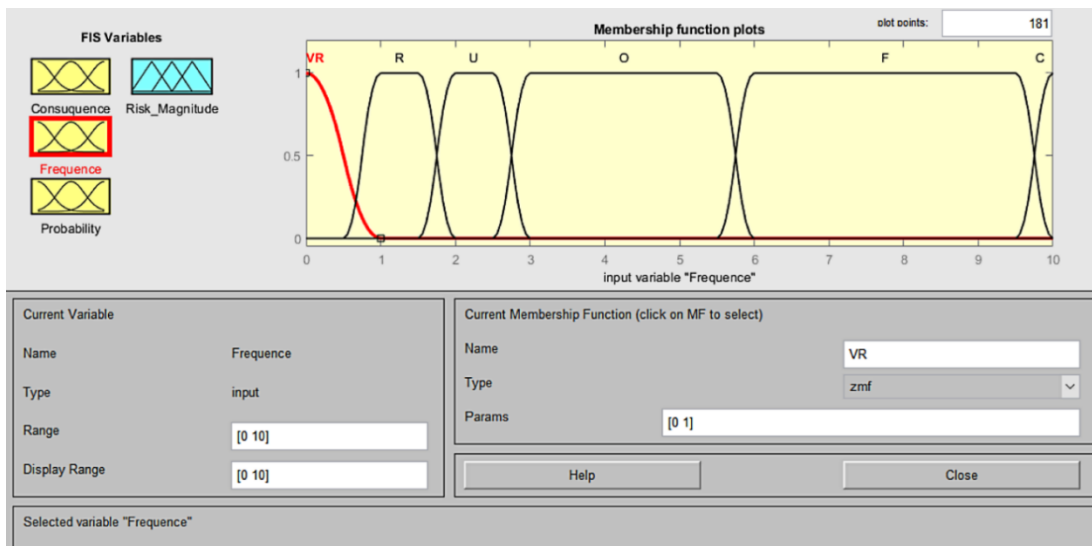 FIS Variables
Consuquence
Risk_Magnitude
Frequence
Probability
Membership function plots
plot points:
181
VR R U O F C
1
0.5
0
0 1 2 3 4 5 6 7 8 9 10
input variable "Frequence"
Current Variable
Name Frequence
Type input
Range [0 10]
Display Range [0 10]
Current Membership Function (click on MF to select)
Name VR
Type zmf
Params [0 1]
Help Close
Selected variable "Frequence"